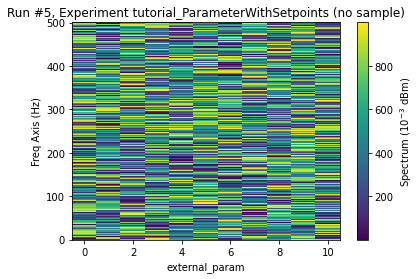 Run #5, Experiment tutorial_ParameterWithSetpoints (no sample)
500
400
300
200
100
0
Freq Axis (Hz)
0 2 4 6 8 10
external_param
800
600
400
200
Spectrum (10⁻³ dBm)